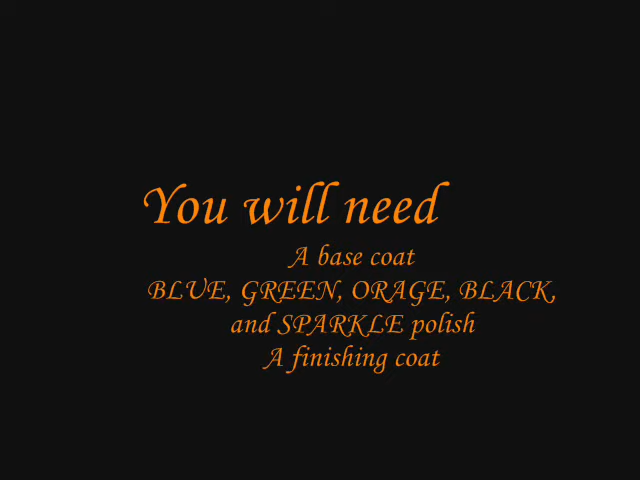 You will need
A base coat
BLUE, GREEN, ORAGE, BLACK,
and SPARKLE polish
A finishing coat